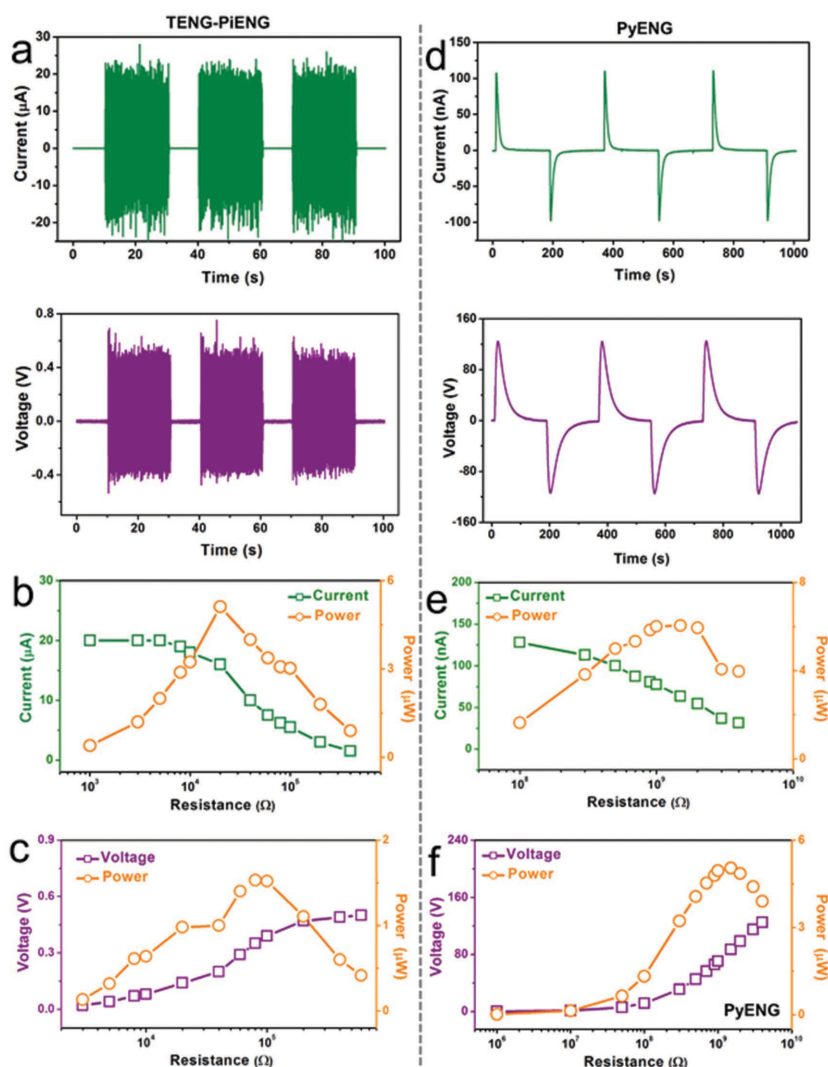 TENG-PiENG
a
30
20
10
0
-10
-20
Current (µA)
0 20 40 60 80 100
Time (s)
0.8
0.4
0.0
-0.4
Voltage (V)
0 20 40 60 80 100
Time (s)
b
30
20
10
0
Current (µA)
Current
Power
6
3
0
Power (µW)
10³ 10⁴ 10⁵
Resistance (Ω)
c
0.9
0.6
0.3
0.0
Voltage (V)
Voltage
Power
2
1
0
Power (µW)
10⁴ 10⁵
Resistance (Ω)
PyENG
d
150
100
50
0
-50
-100
Current (nA)
0 200 400 600 800 1000
Time (s)
160
80
0
-80
-160
Voltage (V)
0 200 400 600 800 1000
Time (s)
e
200
150
100
50
0
Current (nA)
Current
Power
8
6
4
2
0
Power (µW)
10⁸ 10⁹ 10¹⁰
Resistance (Ω)
f
240
180
120
60
0
Voltage (V)
Voltage
Power
6
3
0
Power (µW)
PyENG
10⁶ 10⁷ 10⁸ 10⁹ 10¹⁰
Resistance (Ω)